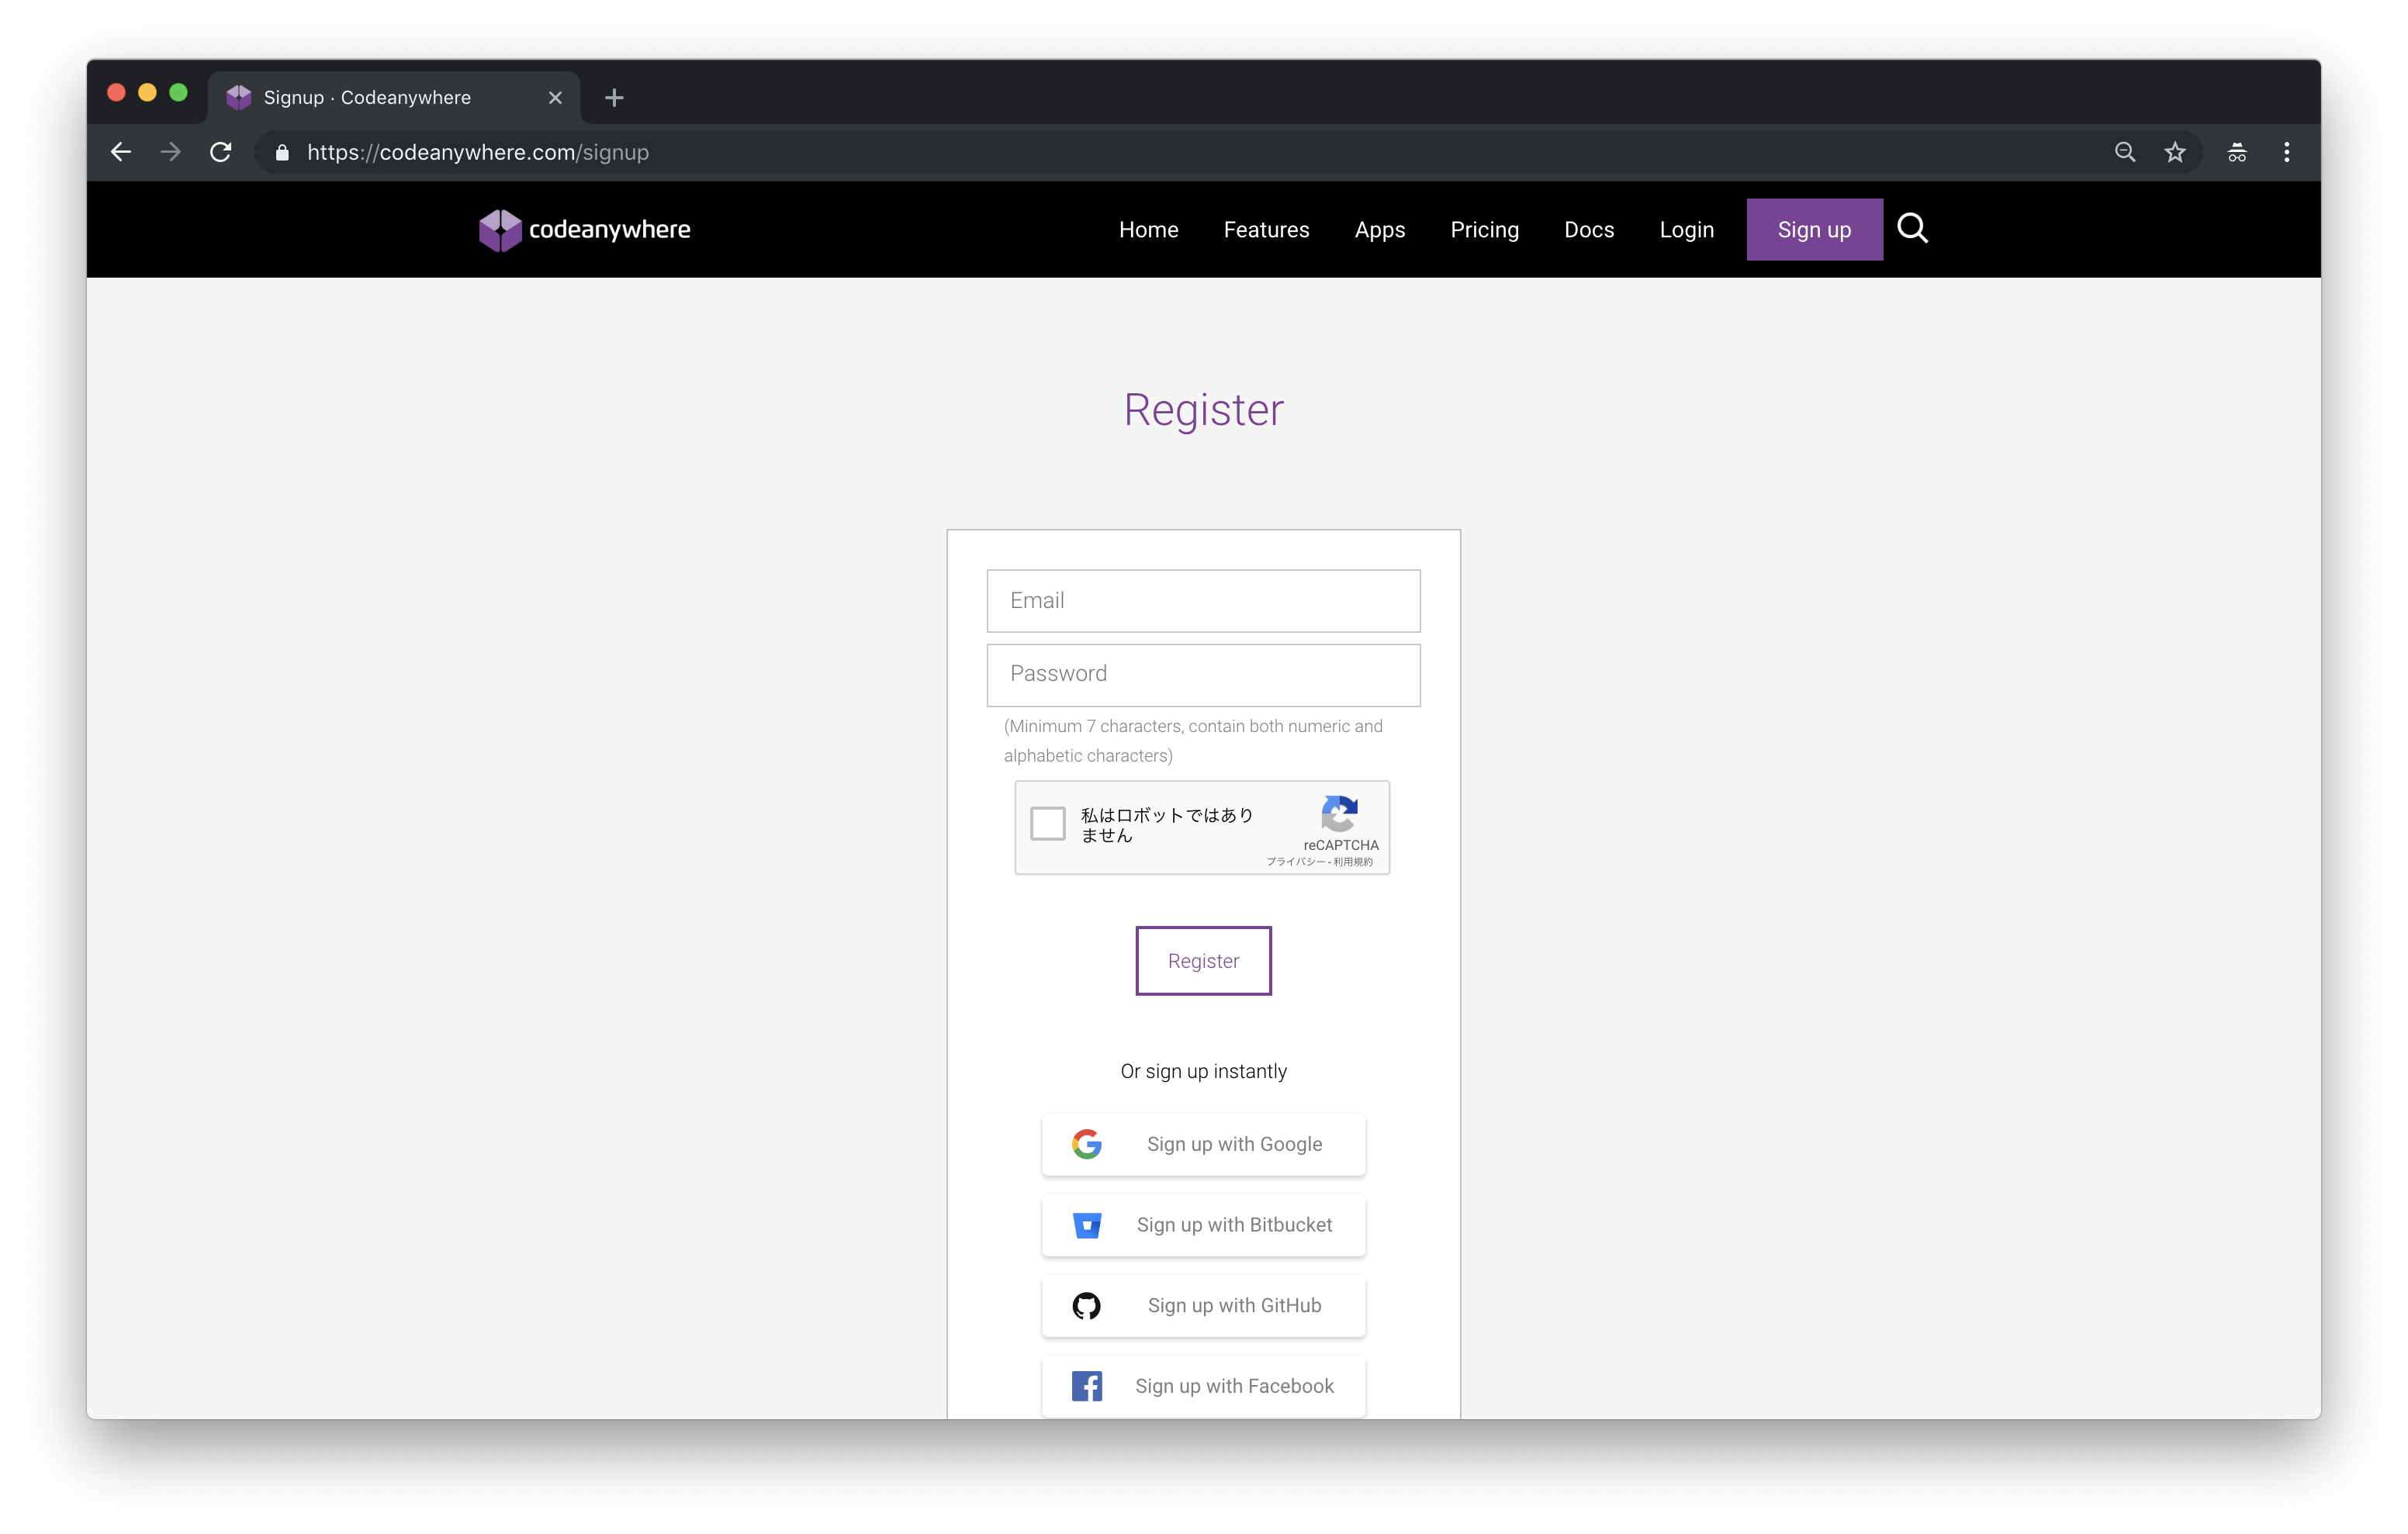 Signup · Codeanywhere
https://codeanywhere.com/signup
codeanywhere
Home Features Apps Pricing Docs Login Sign up
Register
Email
Password
(Minimum 7 characters, contain both numeric and
alphabetic characters)
私はロボットではあり
ません
reCAPTCHA
プライバシー - 利用規約
Register
Or sign up instantly
Sign up with Google
Sign up with Bitbucket
Sign up with GitHub
Sign up with Facebook